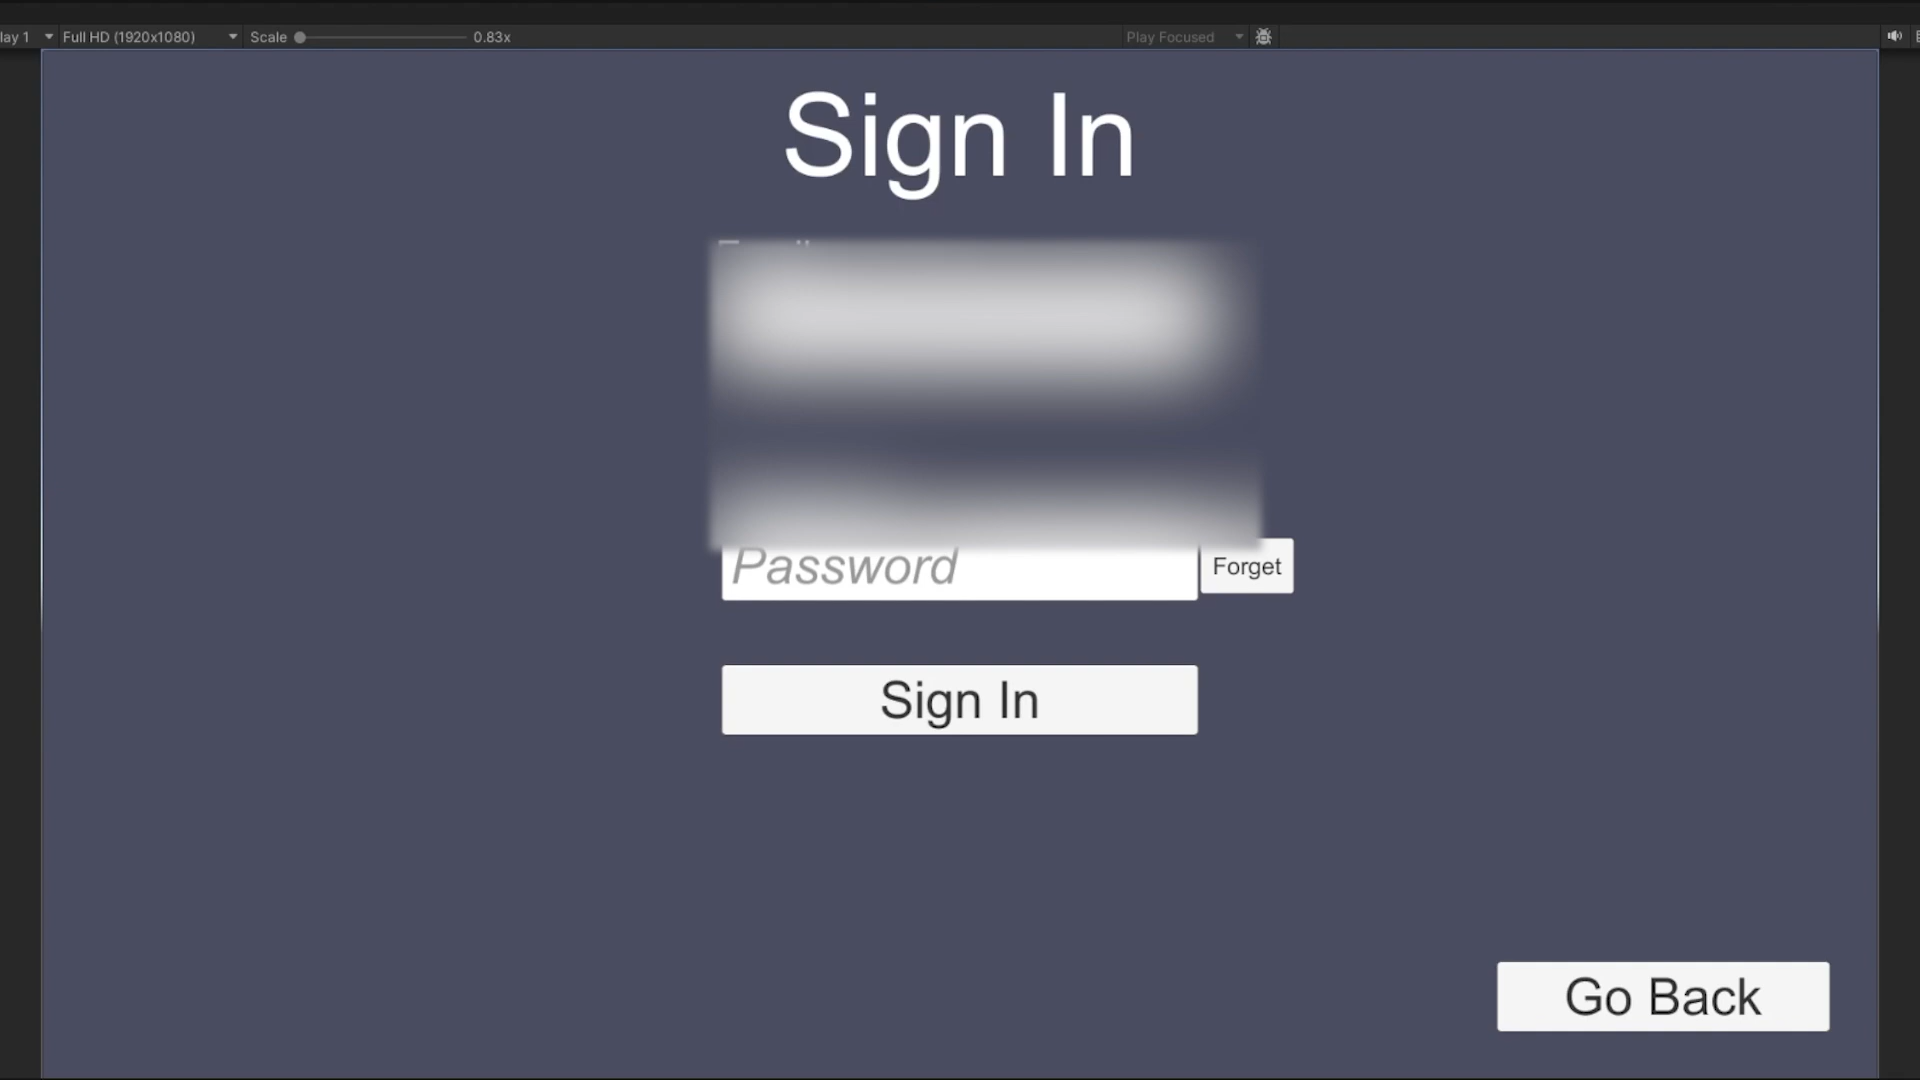 lay 1 Full HD (1920x1080) Scale 0.83x Play Focused
Sign In
Password
Forget
Sign In
Go Back